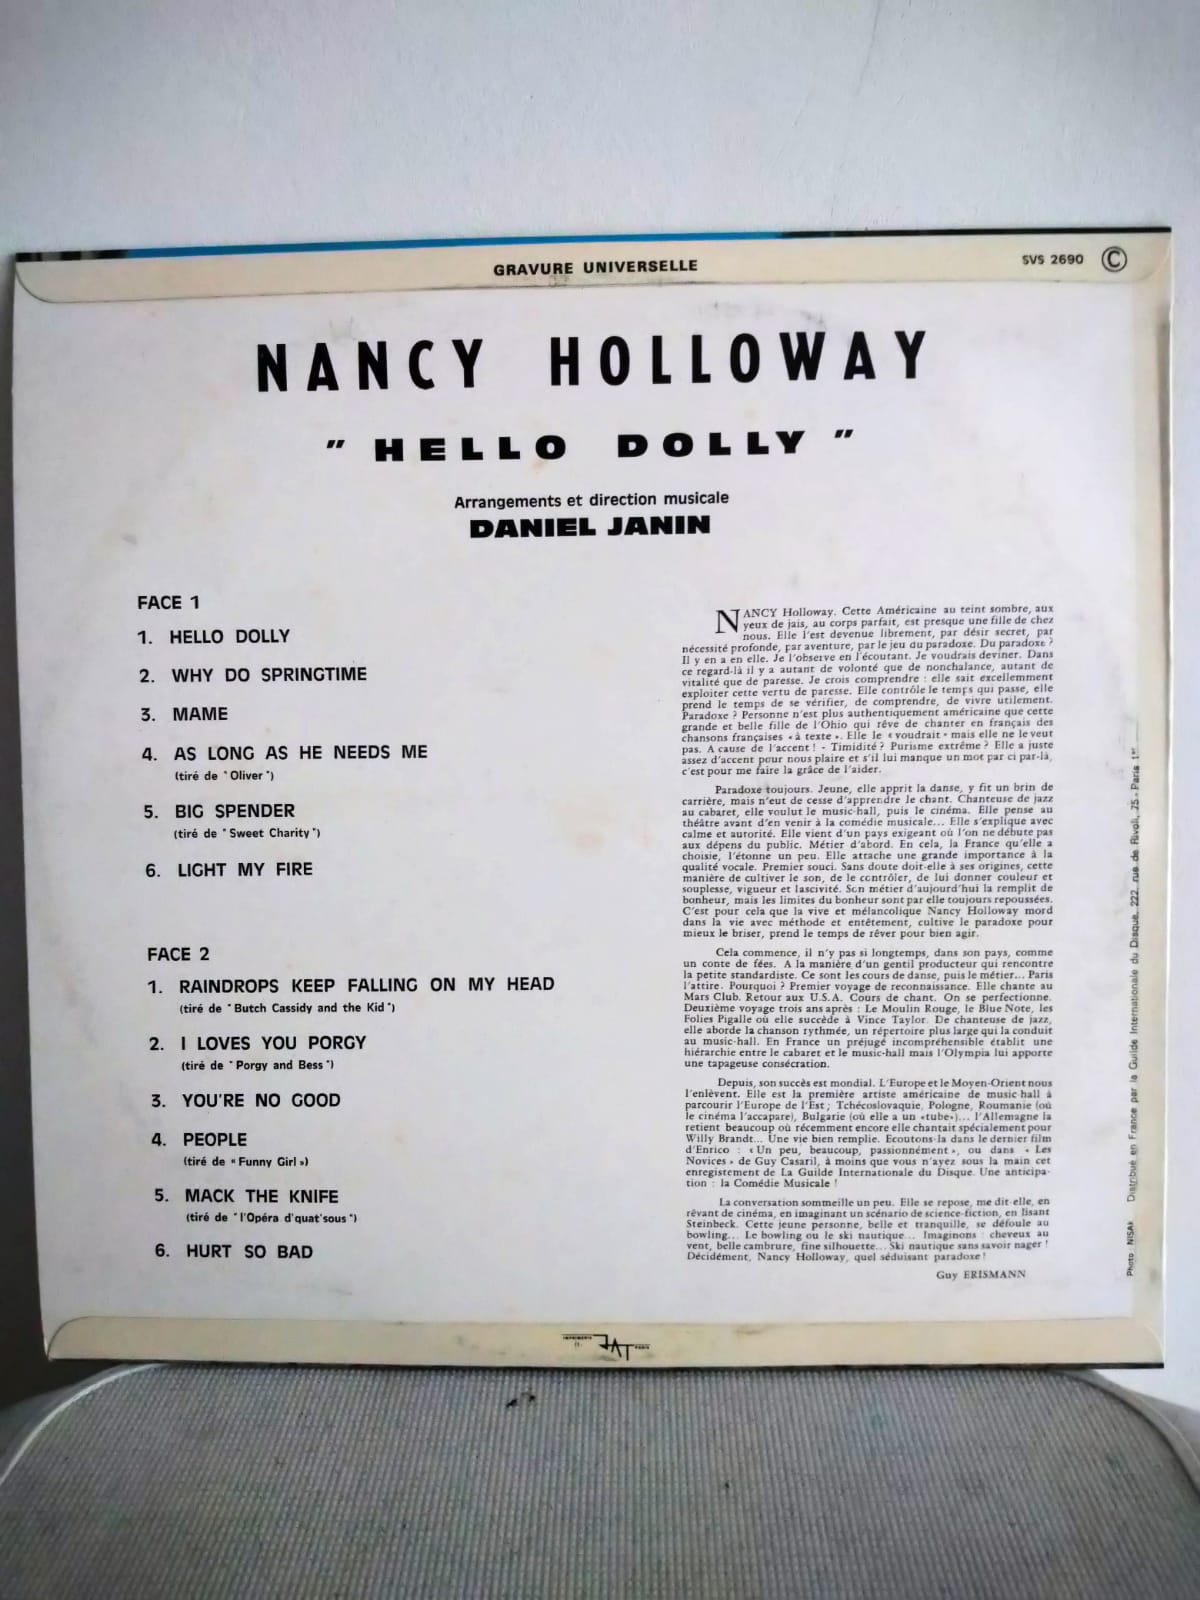 GRAVURE UNIVERSELLE
SVS 2690 Ⓒ
NANCY HOLLOWAY
" HELLO DOLLY "
Arrangements et direction musicale
DANIEL JANIN
FACE 1
1. HELLO DOLLY
2. WHY DO SPRINGTIME
3. MAME
4. AS LONG AS HE NEEDS ME
(tiré de "Oliver")
5. BIG SPENDER
(tiré de "Sweet Charity")
6. LIGHT MY FIRE
FACE 2
1. RAINDROPS KEEP FALLING ON MY HEAD
(tiré de "Butch Cassidy and the Kid")
2. I LOVES YOU PORGY
(tiré de "Porgy and Bess")
3. YOU'RE NO GOOD
4. PEOPLE
(tiré de « Funny Girl »)
5. MACK THE KNIFE
(tiré de "l'Opéra d'quat'sous")
6. HURT SO BAD
NANCY Holloway. Cette Américaine au teint sombre, aux
yeux de jais, au corps parfait, est presque une fille de chez
nous. Elle l'est devenue librement, par désir secret, par
nécessité profonde, par aventure, par le jeu du paradoxe. Du paradoxe ?
Il y en a en elle. Je l'observe en l'écoutant. Je voudrais deviner. Dans
ce regard-là il y a autant de volonté que de nonchalance, autant de
vitalité que de paresse. Je crois comprendre : elle sait excellemment
exploiter cette vertu de paresse. Elle contrôle le temps qui passe, elle
prend le temps de se vérifier, de comprendre, de vivre utilement.
Paradoxe ? Personne n'est plus authentiquement américaine que cette
grande et belle fille de l'Ohio qui rêve de chanter en français des
chansons françaises « à texte ». Elle le « voudrait » mais elle ne le veut
pas. A cause de l'accent ! - Timidité ? Purisme extrême ? Elle a juste
assez d'accent pour nous plaire et s'il lui manque un mot par ci par-là,
c'est pour me faire la grâce de l'aider.
Paradoxe toujours. Jeune, elle apprit la danse, y fit un brin de
carrière, mais n'eut de cesse d'apprendre le chant. Chanteuse de jazz
au cabaret, elle voulut le music-hall, puis le cinéma. Elle pense au
théâtre avant d'en venir à la comédie musicale... Elle s'explique avec
calme et autorité. Elle vient d'un pays exigeant où l'on ne débute pas
aux dépens du public. Métier d'abord. En cela, la France qu'elle a
choisie, l'étonne un peu. Elle attache une grande importance à la
qualité vocale. Premier souci. Sans doute doit-elle à ses origines, cette
manière de cultiver le son, de le contrôler, de lui donner couleur et
souplesse, vigueur et lascivité. Son métier d'aujourd'hui la remplit de
bonheur, mais les limites du bonheur sont par elle toujours repoussées.
C'est pour cela que la vive et mélancolique Nancy Holloway mord
dans la vie avec méthode et entêtement, cultive le paradoxe pour
mieux le briser, prend le temps de rêver pour bien agir.
Cela commence, il n'y pas si longtemps, dans son pays, comme
un conte de fées. A la manière d'un gentil producteur qui rencontre
la petite standardiste. Ce sont les cours de danse, puis le métier... Paris
l'attire. Pourquoi ? Premier voyage de reconnaissance. Elle chante au
Mars Club. Retour aux U.S.A. Cours de chant. On se perfectionne.
Deuxième voyage trois ans après : Le Moulin Rouge, le Blue Note, les
Folies Pigalle où elle succède à Vince Taylor. De chanteuse de jazz,
elle aborde la chanson rythmée, un répertoire plus large qui la conduit
au music-hall. En France un préjugé incompréhensible établit une
hiérarchie entre le cabaret et le music-hall mais l'Olympia lui apporte
une tapageuse consécration.
Depuis, son succès est mondial. L'Europe et le Moyen-Orient nous
l'enlèvent. Elle est la première artiste américaine de music-hall à
parcourir l'Europe de l'Est ; Tchécoslovaquie, Pologne, Roumanie (où
le cinéma l'accapare), Bulgarie (où elle a un «tube»)... l'Allemagne la
retient beaucoup où récemment encore elle chantait spécialement pour
Willy Brandt... Une vie bien remplie. Ecoutons-la dans le dernier film
d'Enrico : « Un peu, beaucoup, passionnément », ou dans « Les
Novices » de Guy Casaril, à moins que vous n'ayez sous la main cet
enregistrement de La Guilde Internationale du Disque. Une anticipa-
tion : la Comédie Musicale !
La conversation sommeille un peu. Elle se repose, me dit-elle, en
rêvant de cinéma, en imaginant un scénario de science-fiction, en lisant
Steinbeck. Cette jeune personne, belle et tranquille, se défoule au
bowling... Le bowling ou le ski nautique... Imaginons : cheveux au
vent, belle cambrure, fine silhouette... Ski nautique sans savoir nager !
Décidément, Nancy Holloway, quel séduisant paradoxe !
Guy ERISMANN
Photo : NISAK Distribué en France par la Guilde Internationale du Disque, 222, rue de Rivoli, 75 - Paris 1er
IMPRIMERIE JAT PARIS